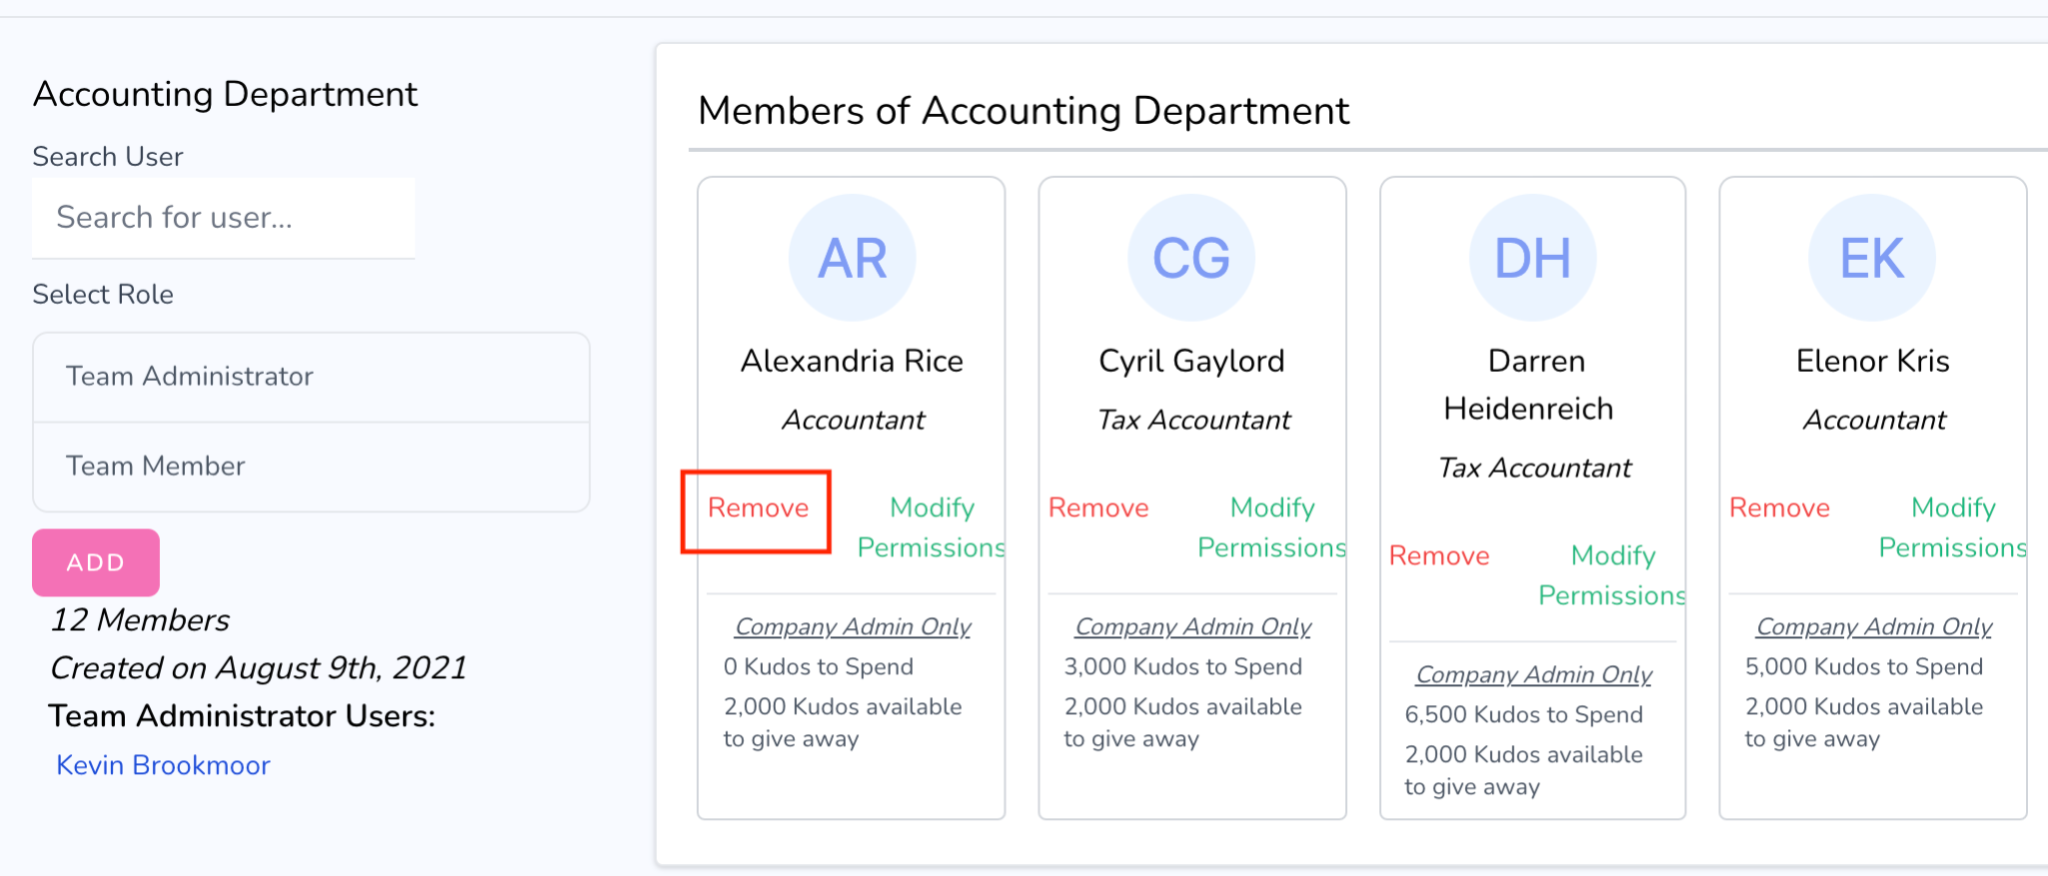 Accounting Department
Search User
Search for user...
Select Role
Team Administrator
Team Member
ADD
12 Members
Created on August 9th, 2021
Team Administrator Users:
Kevin Brookmoor
Members of Accounting Department
AR
Alexandria Rice
Accountant
Remove
Modify
Permissions
Company Admin Only
0 Kudos to Spend
2,000 Kudos available
to give away
CG
Cyril Gaylord
Tax Accountant
Remove
Modify
Permissions
Company Admin Only
3,000 Kudos to Spend
2,000 Kudos available
to give away
DH
Darren
Heidenreich
Tax Accountant
Remove
Modify
Permissions
Company Admin Only
6,500 Kudos to Spend
2,000 Kudos available
to give away
EK
Elenor Kris
Accountant
Remove
Modify
Permissions
Company Admin Only
5,000 Kudos to Spend
2,000 Kudos available
to give away